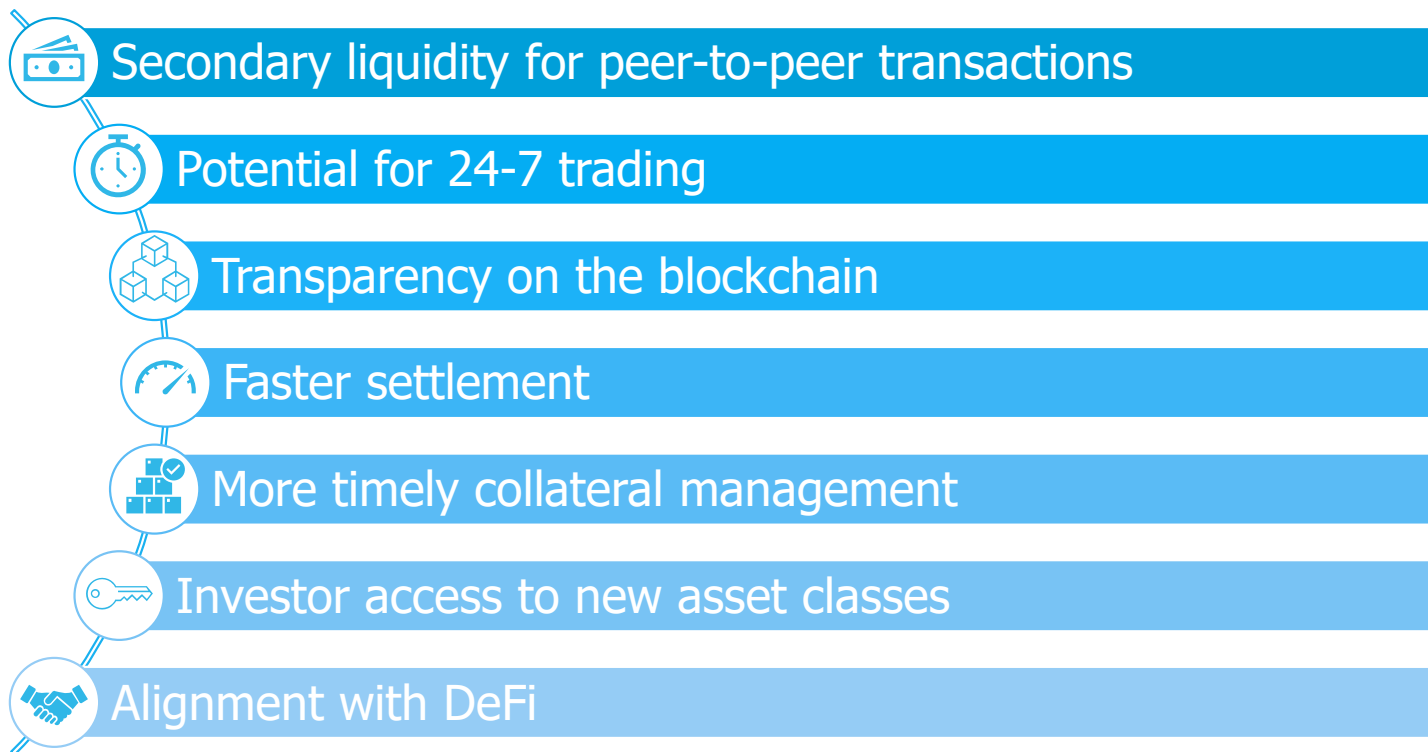 Secondary liquidity for peer-to-peer transactions
Potential for 24-7 trading
Transparency on the blockchain
Faster settlement
More timely collateral management
Investor access to new asset classes
Alignment with DeFi